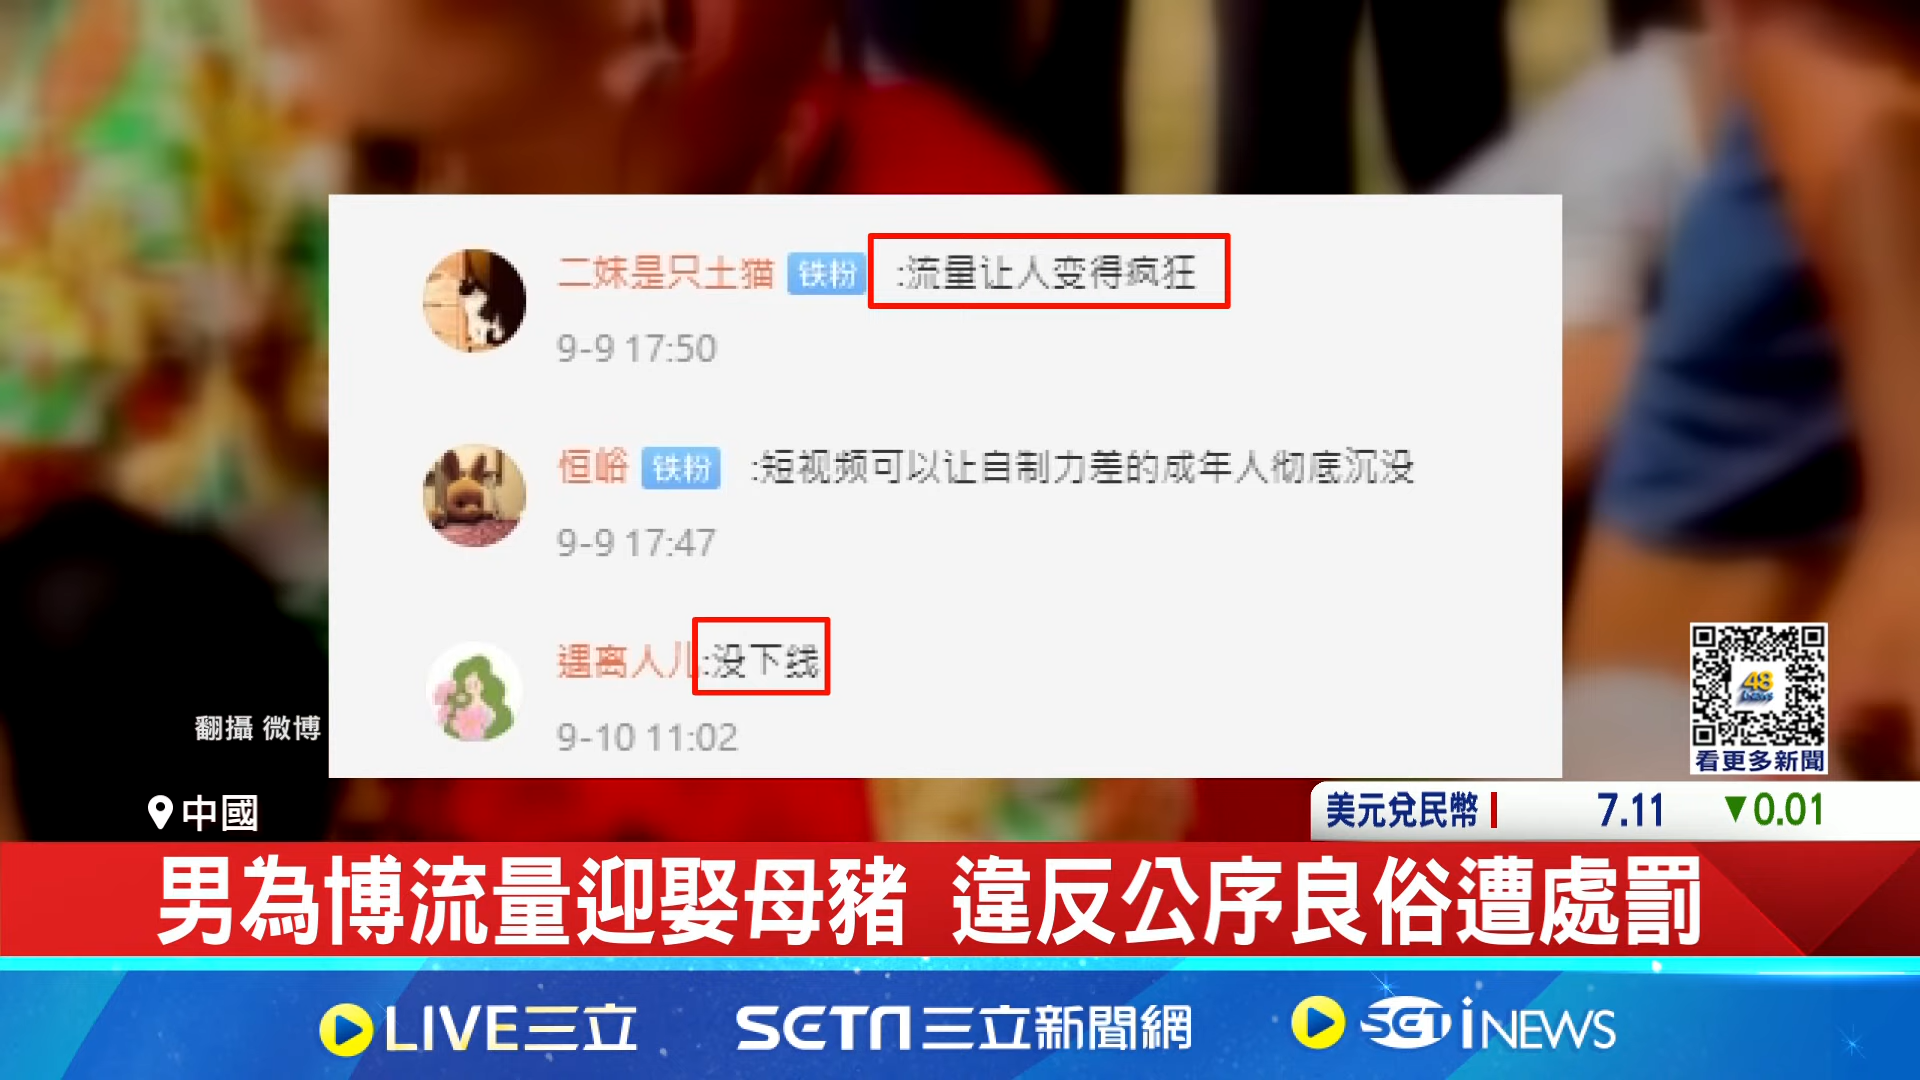 二妹是只土猫 铁粉 :流量让人变得疯狂
9-9 17:50
恒峪 铁粉 :短视频可以让自制力差的成年人彻底沉没
9-9 17:47
遇离人儿:没下线
9-10 11:02
翻攝 微博
48
看更多新聞
中國
美元兌民幣 7.11 ▼0.01
男為博流量迎娶母豬 違反公序良俗遭處罰
LIVE三立 SETN三立新聞網 SETiNEWS